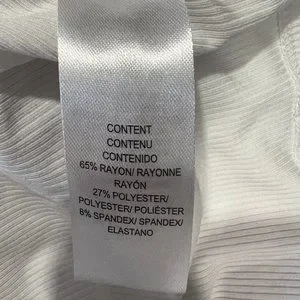 CONTENT
CONTENU
CONTENIDO
65% RAYON/ RAYONNE
RAYÓN
27% POLYESTER/
POLYESTER/ POLIÉSTER
8% SPANDEX/ SPANDEX/
ELASTANO